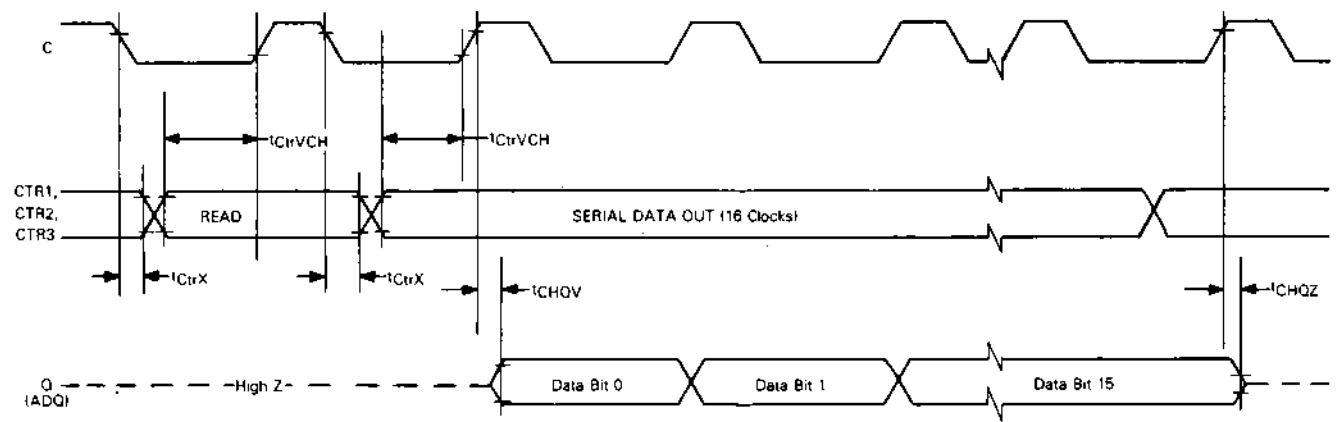 C
tCtrVCH
tCtrVCH
CTR1,
CTR2,
CTR3
READ
SERIAL DATA OUT (16 Clocks)
tCtrX
tCtrX
tCHQV
tCHQZ
Q
(ADQ)
High Z
Data Bit 0
Data Bit 1
Data Bit 15